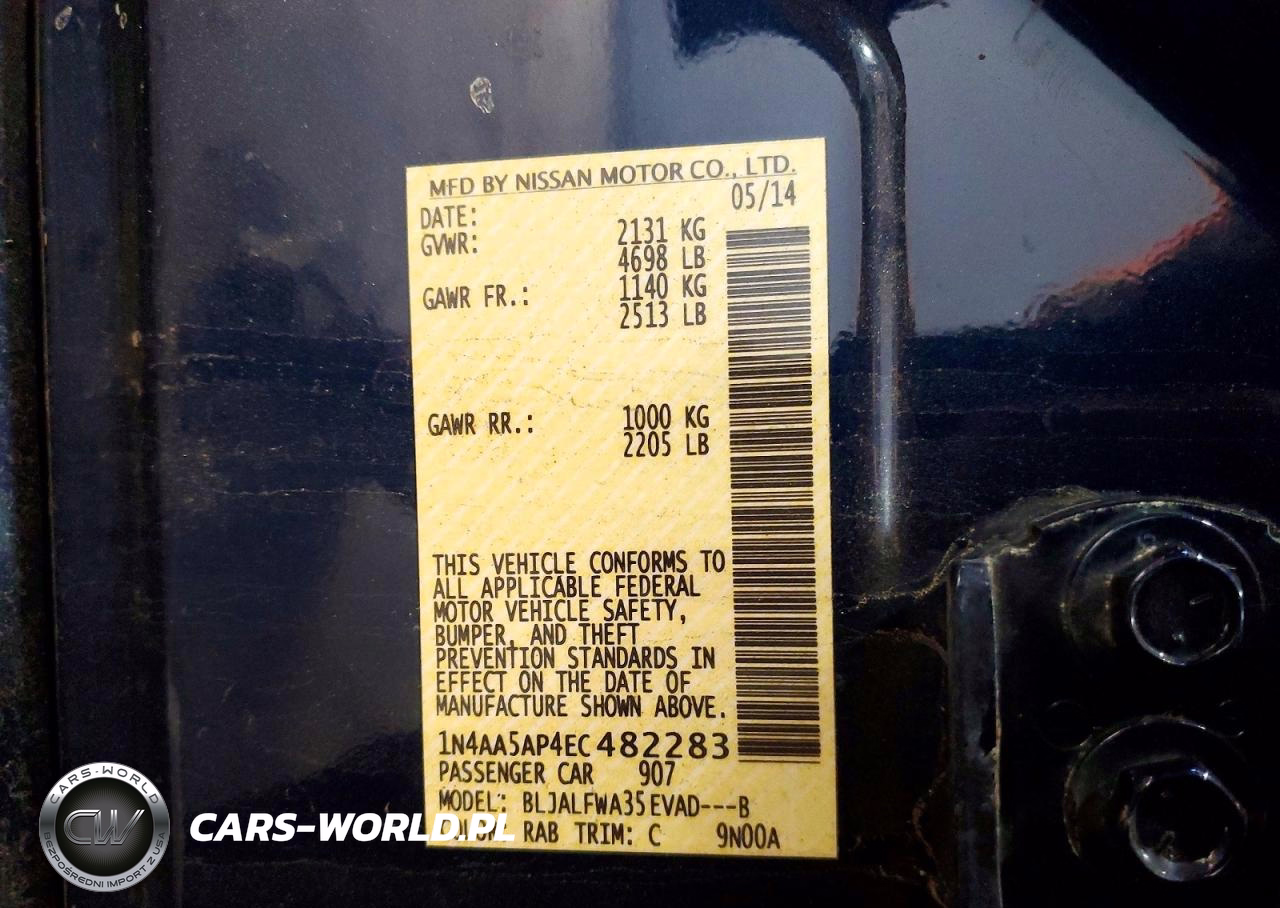 MFD BY NISSAN MOTOR CO., LTD.
DATE: 05/14
GVWR: 2131 KG
4698 LB
GAWR FR.: 1140 KG
2513 LB
GAWR RR.: 1000 KG
2205 LB
THIS VEHICLE CONFORMS TO
ALL APPLICABLE FEDERAL
MOTOR VEHICLE SAFETY,
BUMPER, AND THEFT
PREVENTION STANDARDS IN
EFFECT ON THE DATE OF
MANUFACTURE SHOWN ABOVE.
1N4AA5AP4EC482283
PASSENGER CAR 907
MODEL: BLJALFWA35EVAD---B
RAB TRIM: C 9N00A
CARS-WORLD
CW
BEZPOŚREDNI IMPORT Z USA
CARS-WORLD.PL